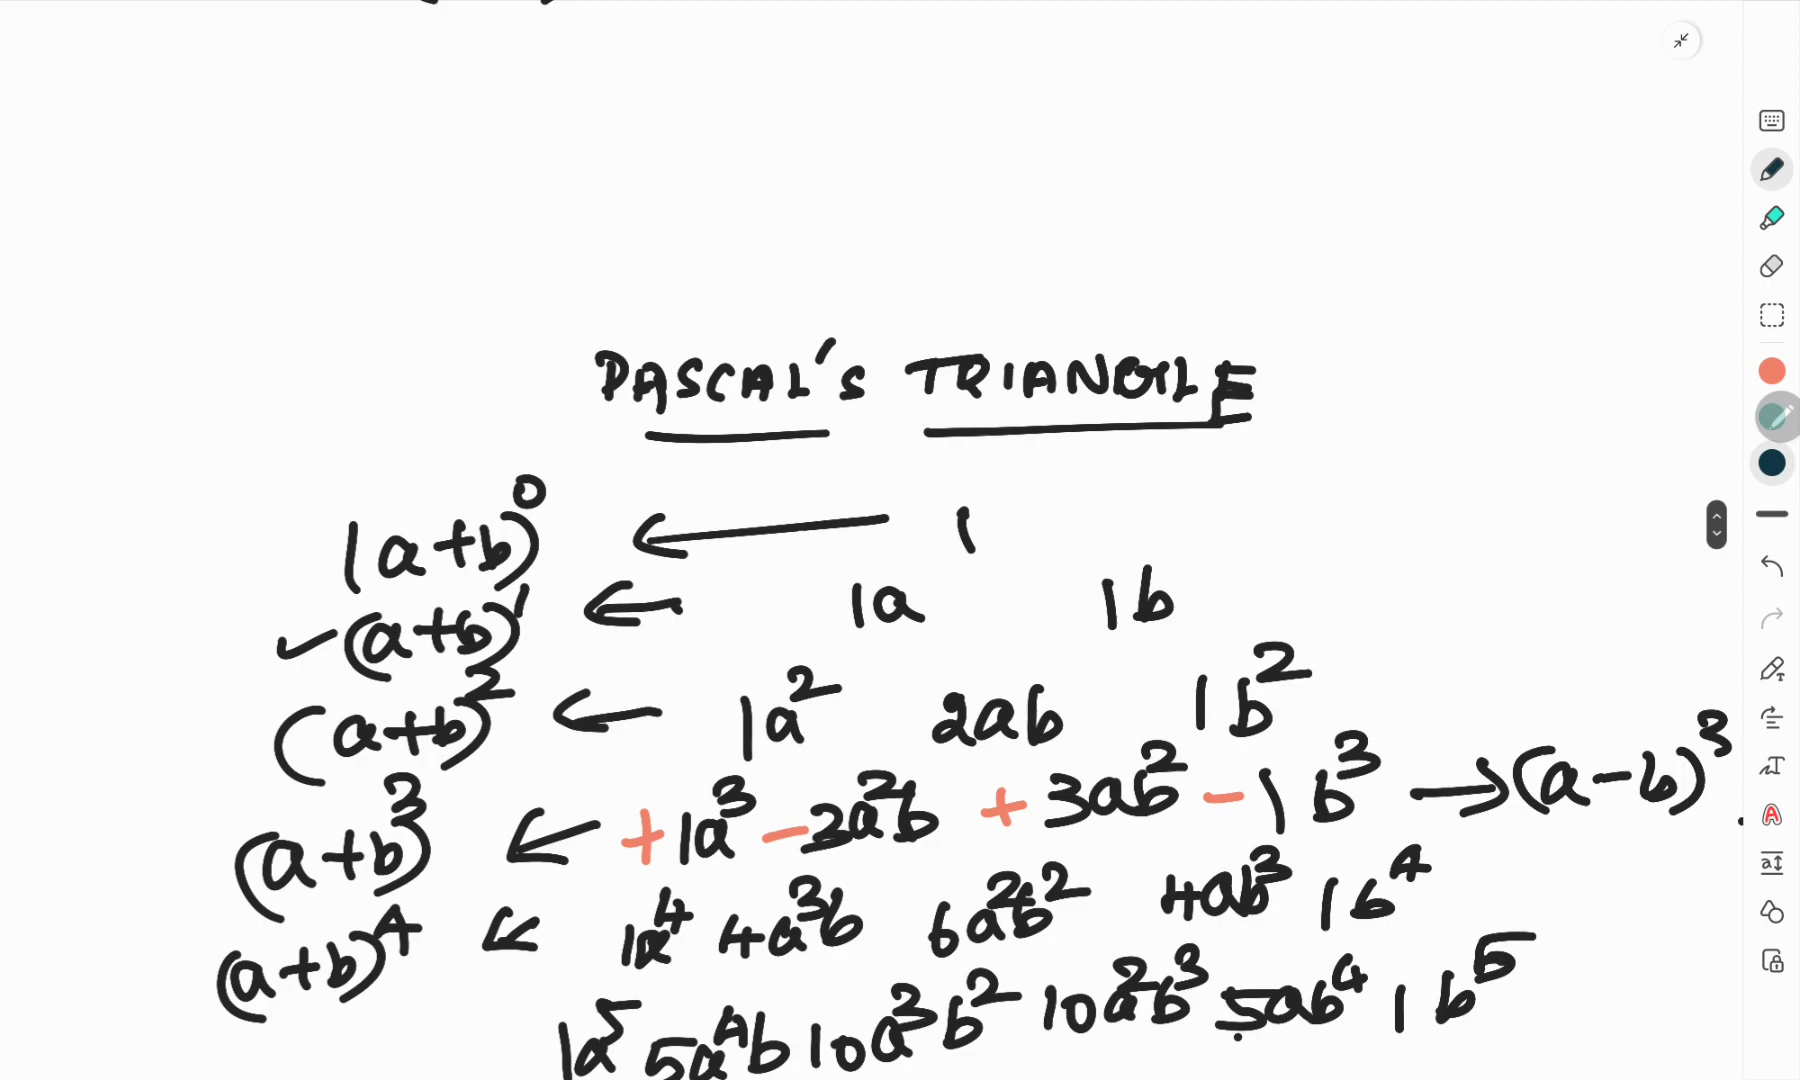 PASCAL's TRIANGLE
(a+b)⁰ ← 1
✓(a+b)¹ ← 1a 1b
(a+b)² ← 1a² 2ab 1b²
(a+b)³ ← +1a³ -3a²b +3ab² -1b³ → (a-b)³
(a+b)⁴ ← 1a⁴ 4a³b 6a²b² 4ab³ 1b⁴
1a⁵ 5a⁴b 10a³b² 10a²b³ 5ab⁴ 1b⁵